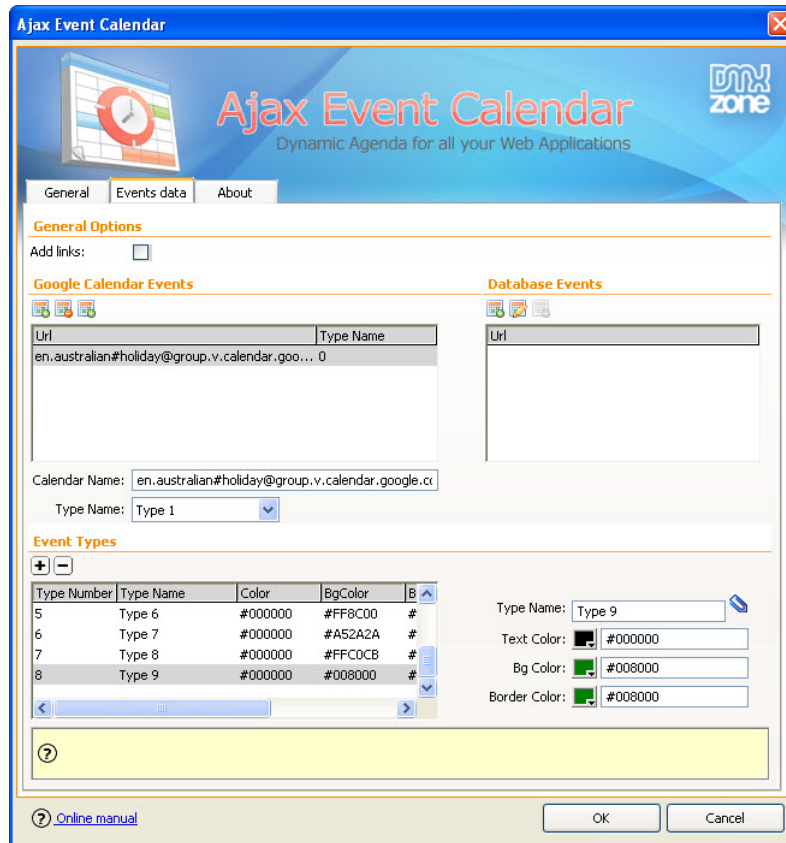 Ajax Event Calendar
DMX zone
Ajax Event Calendar
Dynamic Agenda for all your Web Applications
General Events data About
General Options
Add links:
Google Calendar Events Database Events
Url Type Name Url
en.australian#holiday@group.v.calendar.goo... 0
Calendar Name: en.australian#holiday@group.v.calendar.google.co
Type Name: Type 1
Event Types
Type Number Type Name Color BgColor B
5 Type 6 #000000 #FF8C00 #
6 Type 7 #000000 #A52A2A #
7 Type 8 #000000 #FFC0CB #
8 Type 9 #000000 #008000 #
Type Name: Type 9
Text Color: #000000
Bg Color: #008000
Border Color: #008000
?
? Online manual OK Cancel